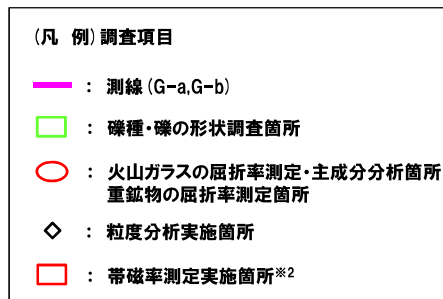 (凡 例)調査項目
： 測線(G-a,G-b)
： 礫種・礫の形状調査箇所
： 火山ガラスの屈折率測定・主成分分析箇所
重鉱物の屈折率測定箇所
： 粒度分析実施箇所
： 帯磁率測定実施箇所※2